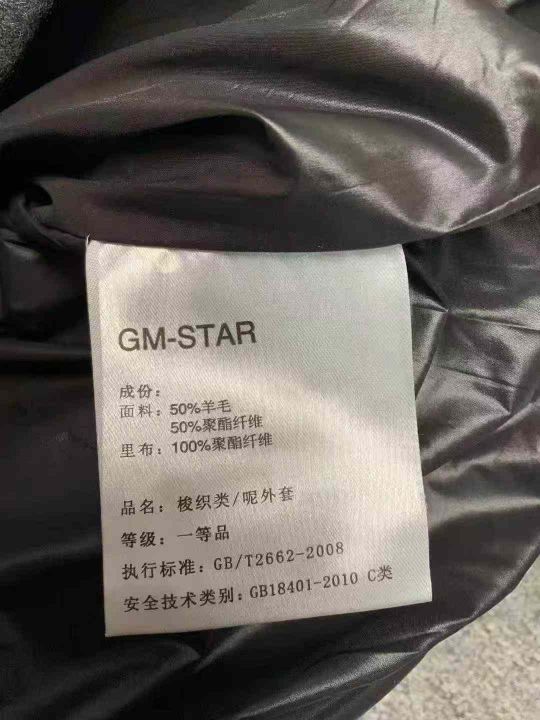 GM-STAR
成份：
面料：50%羊毛
50%聚酯纤维
里布：100%聚酯纤维
品名：梭织类/呢外套
等级：一等品
执行标准：GB/T2662-2008
安全技术类别：GB18401-2010 C类